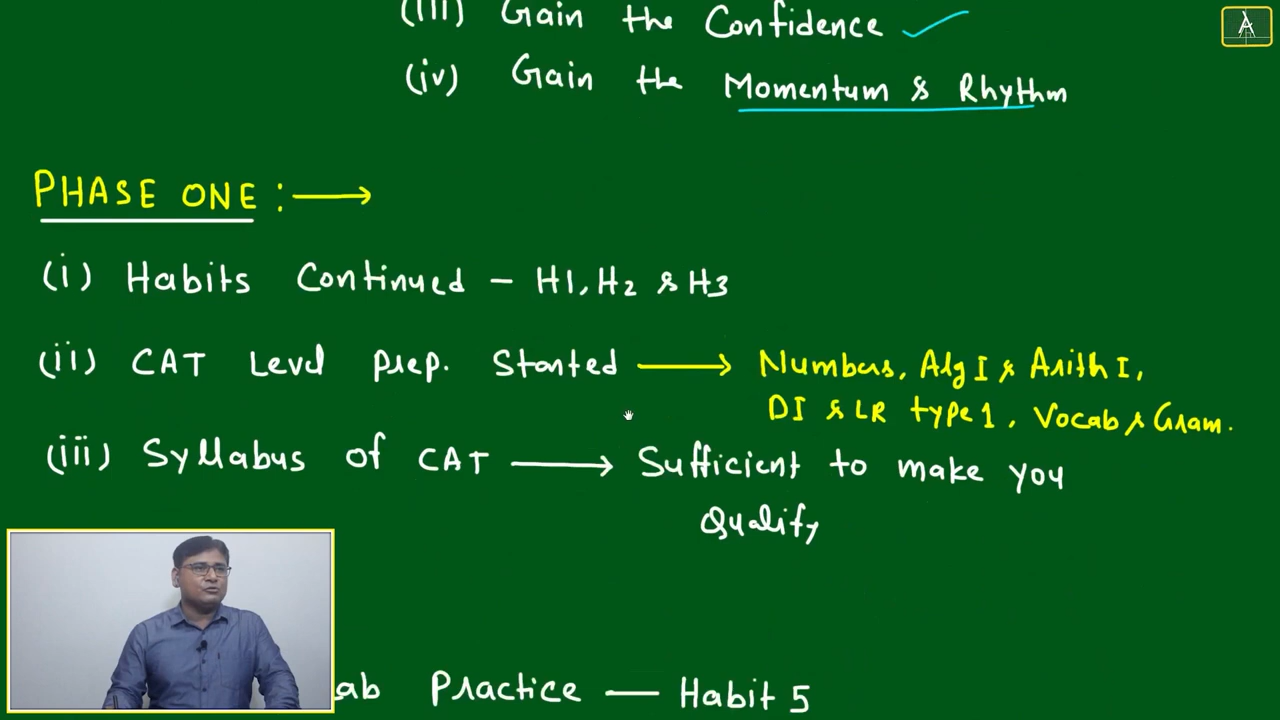 (iii) Gain the Confidence
(iv) Gain the Momentum & Rhythm
PHASE ONE :⟶
(i) Habits Continued - H1, H2 & H3
(ii) CAT Level Prep. Started ⟶ Numbers, Alg I & Arith I,
DI & LR type 1, Vocab & Gram.
(iii) Syllabus of CAT ⟶ Sufficient to make you
Qualify
ab Practice — Habit 5
A